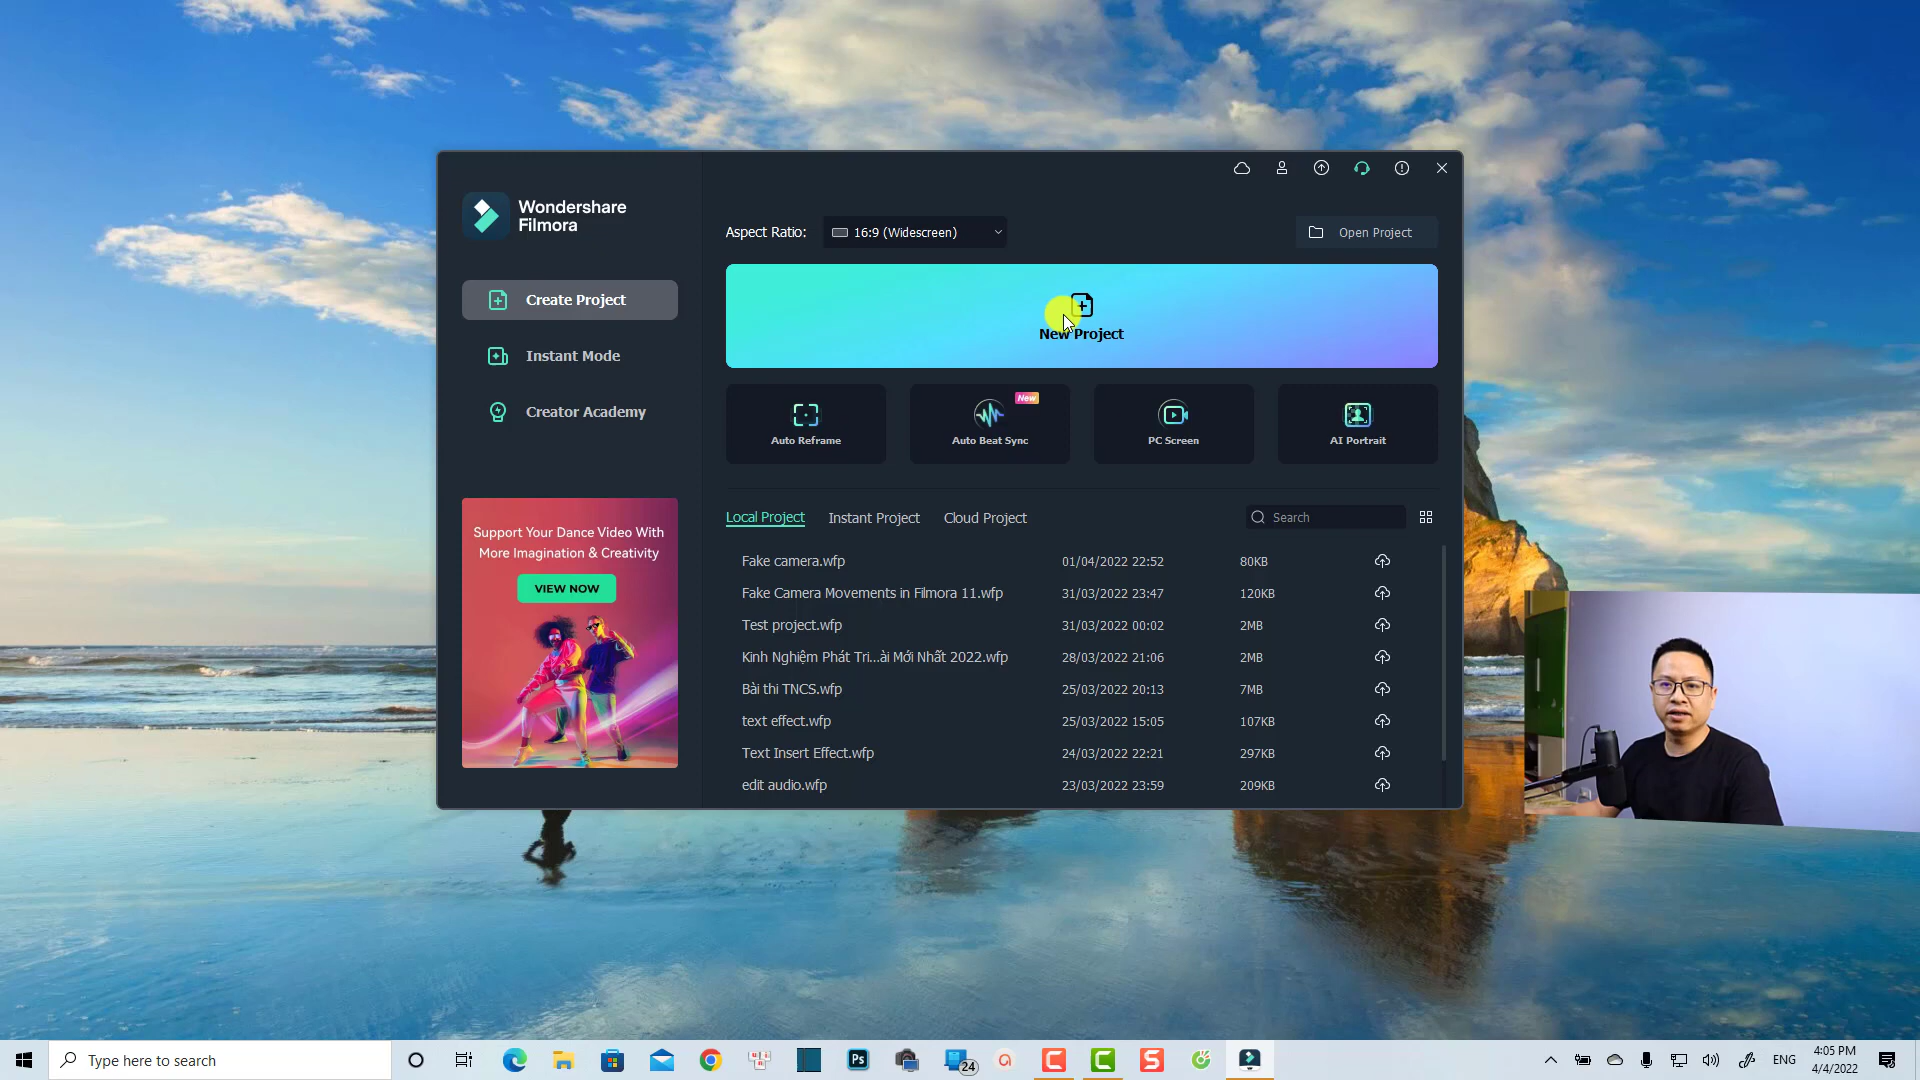 Wondershare
Filmora
Aspect Ratio:
16:9 (Widescreen)
Open Project
Create Project
Instant Mode
Creator Academy
New Project
Auto Reframe
New
Auto Beat Sync
PC Screen
AI Portrait
Local Project
Instant Project
Cloud Project
Search
Fake camera.wfp 01/04/2022 22:52 80KB
Fake Camera Movements in Filmora 11.wfp 31/03/2022 23:47 120KB
Test project.wfp 31/03/2022 00:02 2MB
Kinh Nghiệm Phát Tri...ài Mới Nhất 2022.wfp 28/03/2022 21:06 2MB
Bài thi TNCS.wfp 25/03/2022 20:13 7MB
text effect.wfp 25/03/2022 15:05 107KB
Text Insert Effect.wfp 24/03/2022 22:21 297KB
edit audio.wfp 23/03/2022 23:59 209KB
Support Your Dance Video With
More Imagination & Creativity
VIEW NOW
Type here to search
Ps
24
C
C
S
ENG
4:05 PM
4/4/2022